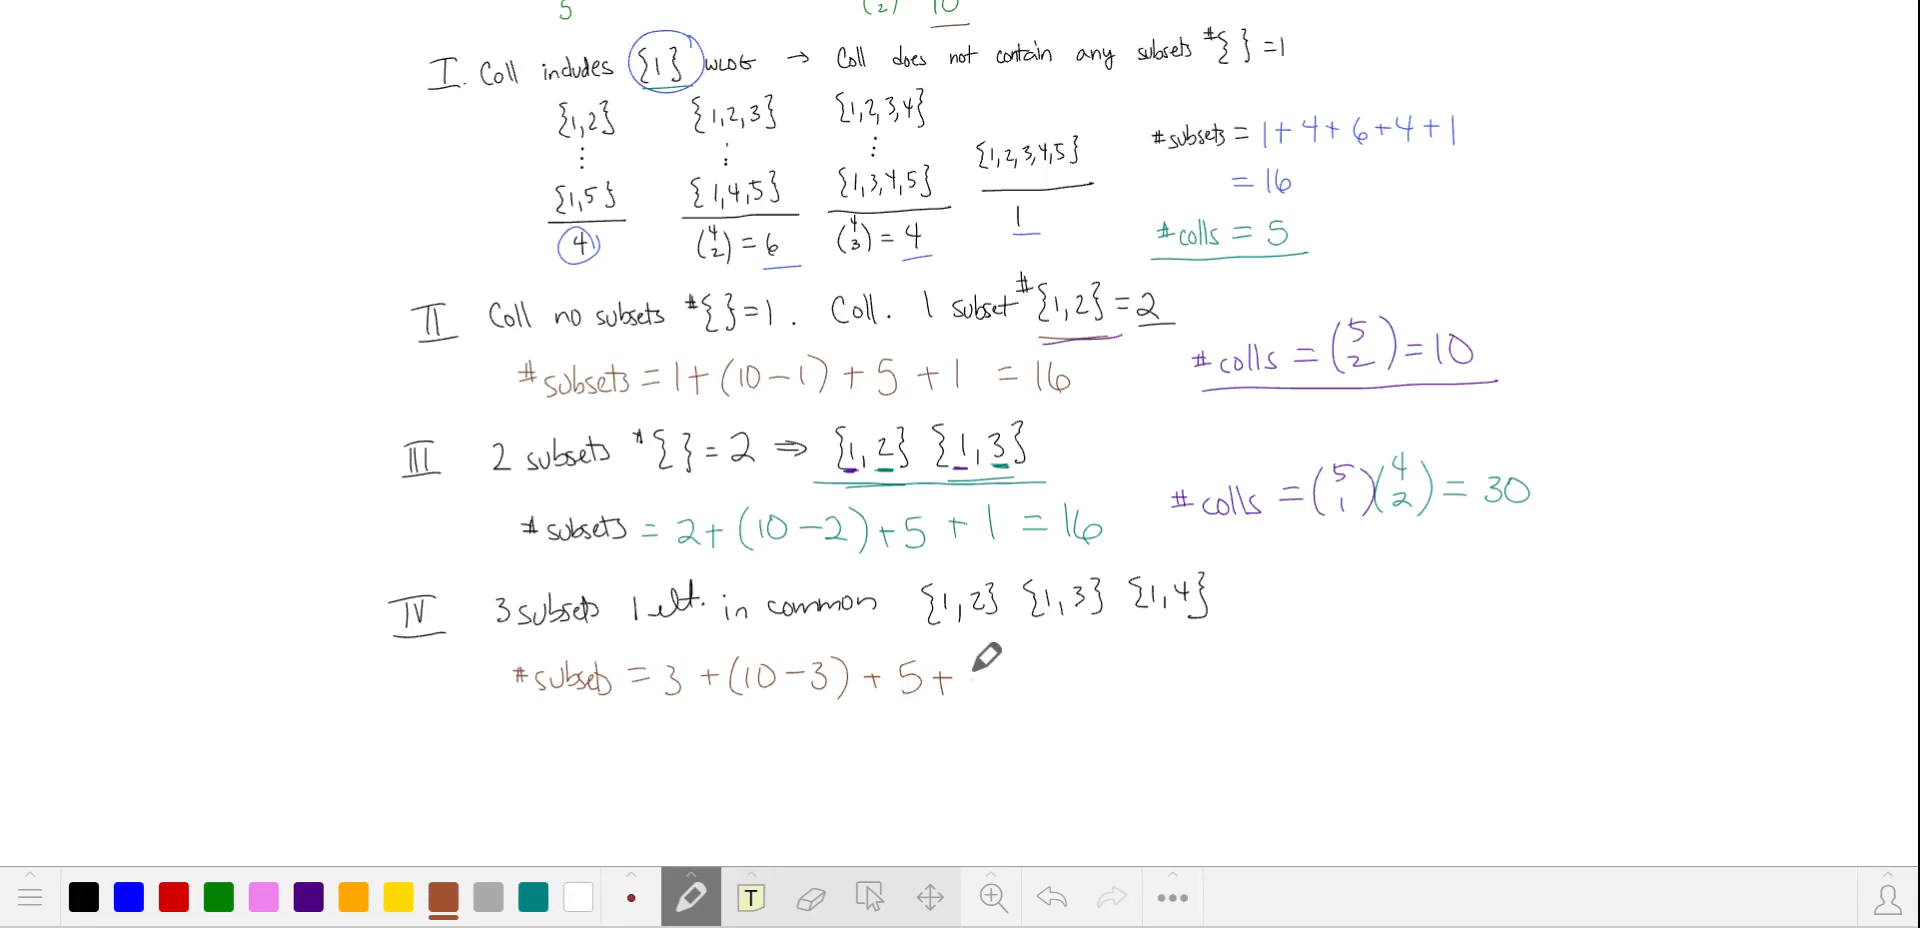 5 (2) 10
I. Coll includes {1} WLOG → Coll does not contain any subsets #{ } = 1
{1,2} {1,2,3} {1,2,3,4}
⋮ ⋮ ⋮ {1,2,3,4,5}
{1,5} {1,4,5} {1,3,4,5}
4 (4 2) = 6 (4 3) = 4 1
#subsets = 1 + 4 + 6 + 4 + 1
= 16
#colls = 5
II Coll no subsets #{ } = 1. Coll. 1 subset #{1,2} = 2
#subsets = 1 + (10 - 1) + 5 + 1 = 16
#colls = (5 2) = 10
III 2 subsets #{ } = 2 ⇒ {1,2} {1,3}
#subsets = 2 + (10 - 2) + 5 + 1 = 16
#colls = (5 1)(4 2) = 30
IV 3 subsets 1 elt. in common {1,2} {1,3} {1,4}
#subsets = 3 + (10 - 3) + 5 +
T